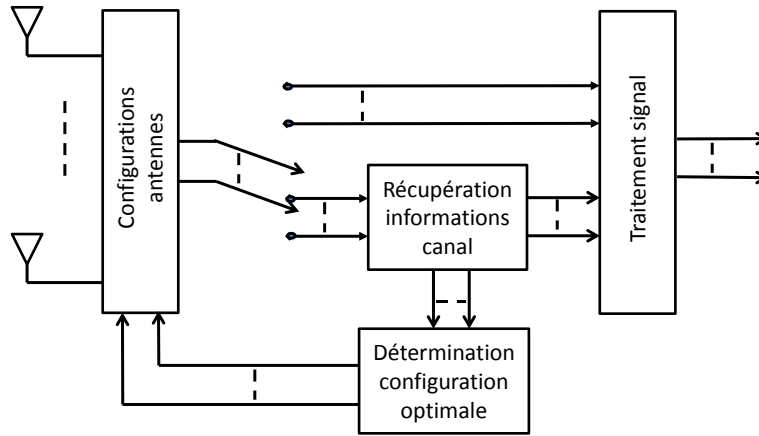 Configurations
antennes
Récupération
informations
canal
Traitement signal
Détermination
configuration
optimale